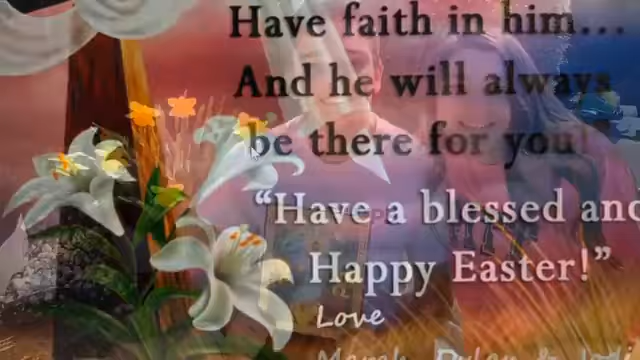 Have faith in him...
And he will always
be there for you!
"Have a blessed and
Happy Easter!"
Love